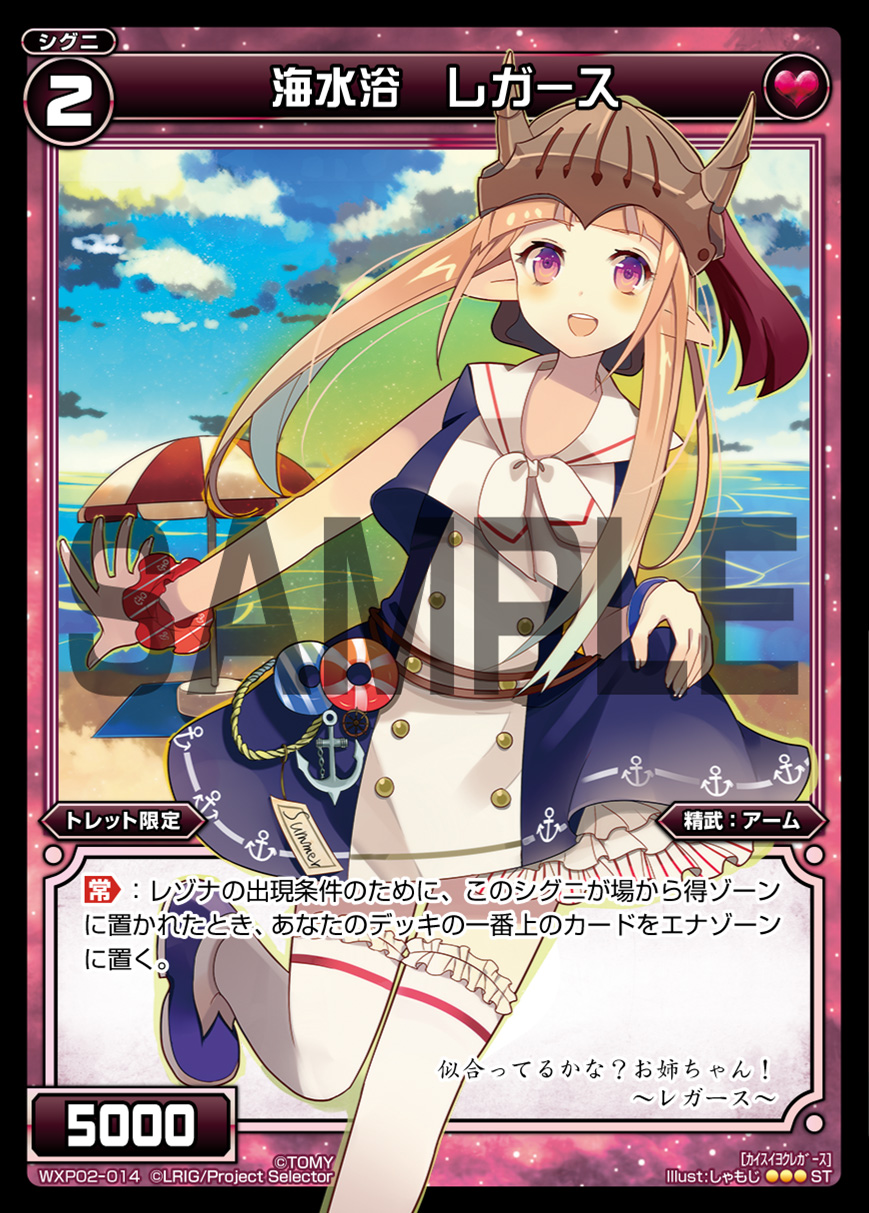 シグニ
2
海水浴 レガース
SAMPLE
Summer
トレット限定
精武：アーム
常：レゾナの出現条件のために、このシグニが場から得ゾーン
に置かれたとき、あなたのデッキの一番上のカードをエナゾーン
に置く。
似合ってるかな？お姉ちゃん！
～レガース～
5000
©TOMY
WXP02-014 ©LRIG/Project Selector
[カイスイヨクレガース]
Illust:しゃもじ ST